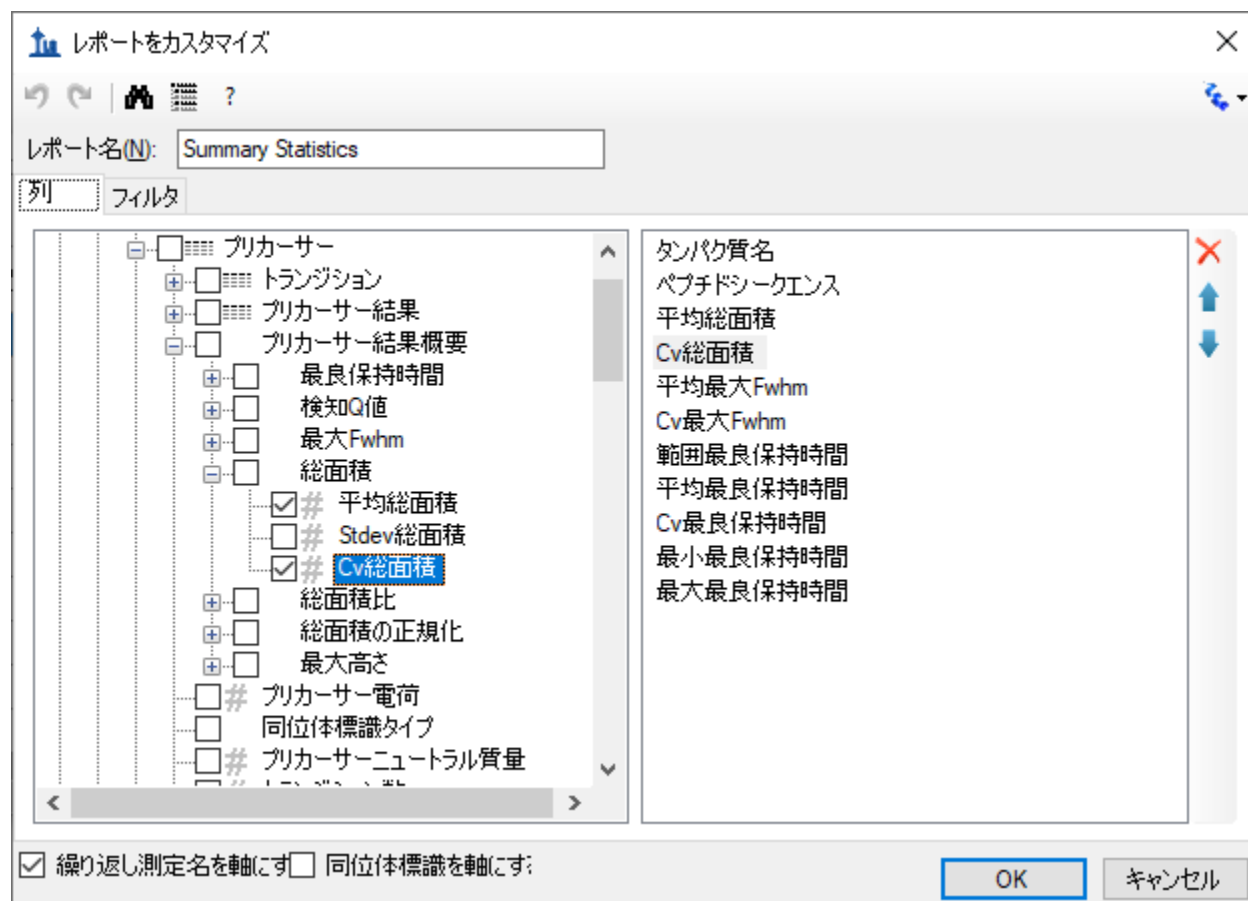 レポートをカスタマイズ
?
レポート名(N): Summary Statistics
列 フィルタ
プリカーサー
トランジション
プリカーサー結果
プリカーサー結果概要
最良保持時間
検知Q値
最大Fwhm
総面積
# 平均総面積
# Stdev総面積
# Cv総面積
総面積比
総面積の正規化
最大高さ
# プリカーサー電荷
同位体標識タイプ
# プリカーサーニュートラル質量
タンパク質名
ペプチドシークエンス
平均総面積
Cv総面積
平均最大Fwhm
Cv最大Fwhm
範囲最良保持時間
平均最良保持時間
Cv最良保持時間
最小最良保持時間
最大最良保持時間
繰り返し測定名を軸にす 同位体標識を軸にす
OK キャンセル